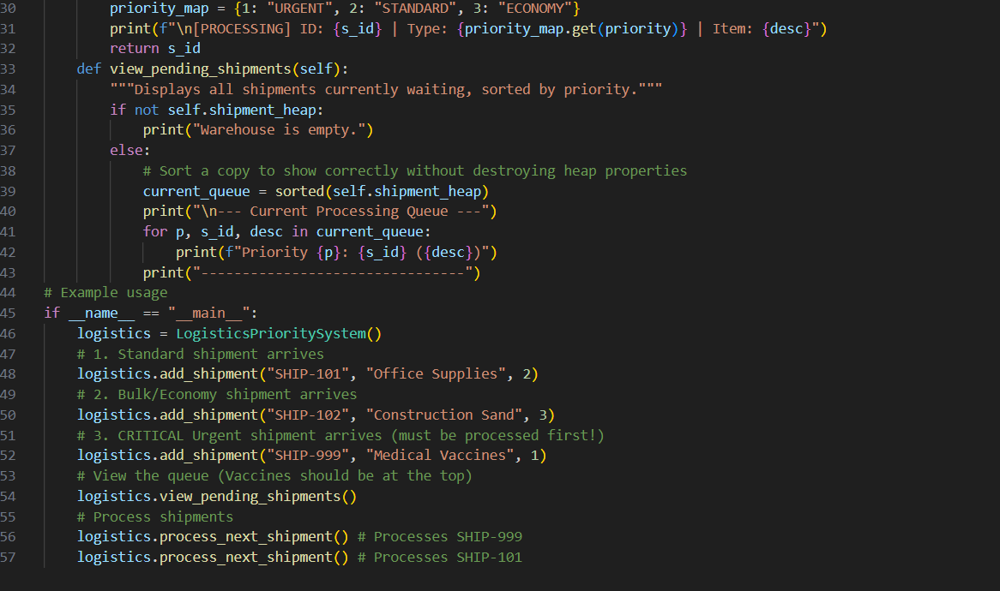 30 priority_map = {1: "URGENT", 2: "STANDARD", 3: "ECONOMY"}
31 print(f"\n[PROCESSING] ID: {s_id} | Type: {priority_map.get(priority)} | Item: {desc}")
32 return s_id
33 def view_pending_shipments(self):
34 """Displays all shipments currently waiting, sorted by priority."""
35 if not self.shipment_heap:
36 print("Warehouse is empty.")
37 else:
38 # Sort a copy to show correctly without destroying heap properties
39 current_queue = sorted(self.shipment_heap)
40 print("\n--- Current Processing Queue ---")
41 for p, s_id, desc in current_queue:
42 print(f"Priority {p}: {s_id} ({desc})")
43 print("--------------------------------")
44 # Example usage
45 if __name__ == "__main__":
46 logistics = LogisticsPrioritySystem()
47 # 1. Standard shipment arrives
48 logistics.add_shipment("SHIP-101", "Office Supplies", 2)
49 # 2. Bulk/Economy shipment arrives
50 logistics.add_shipment("SHIP-102", "Construction Sand", 3)
51 # 3. CRITICAL Urgent shipment arrives (must be processed first!)
52 logistics.add_shipment("SHIP-999", "Medical Vaccines", 1)
53 # View the queue (Vaccines should be at the top)
54 logistics.view_pending_shipments()
55 # Process shipments
56 logistics.process_next_shipment() # Processes SHIP-999
57 logistics.process_next_shipment() # Processes SHIP-101